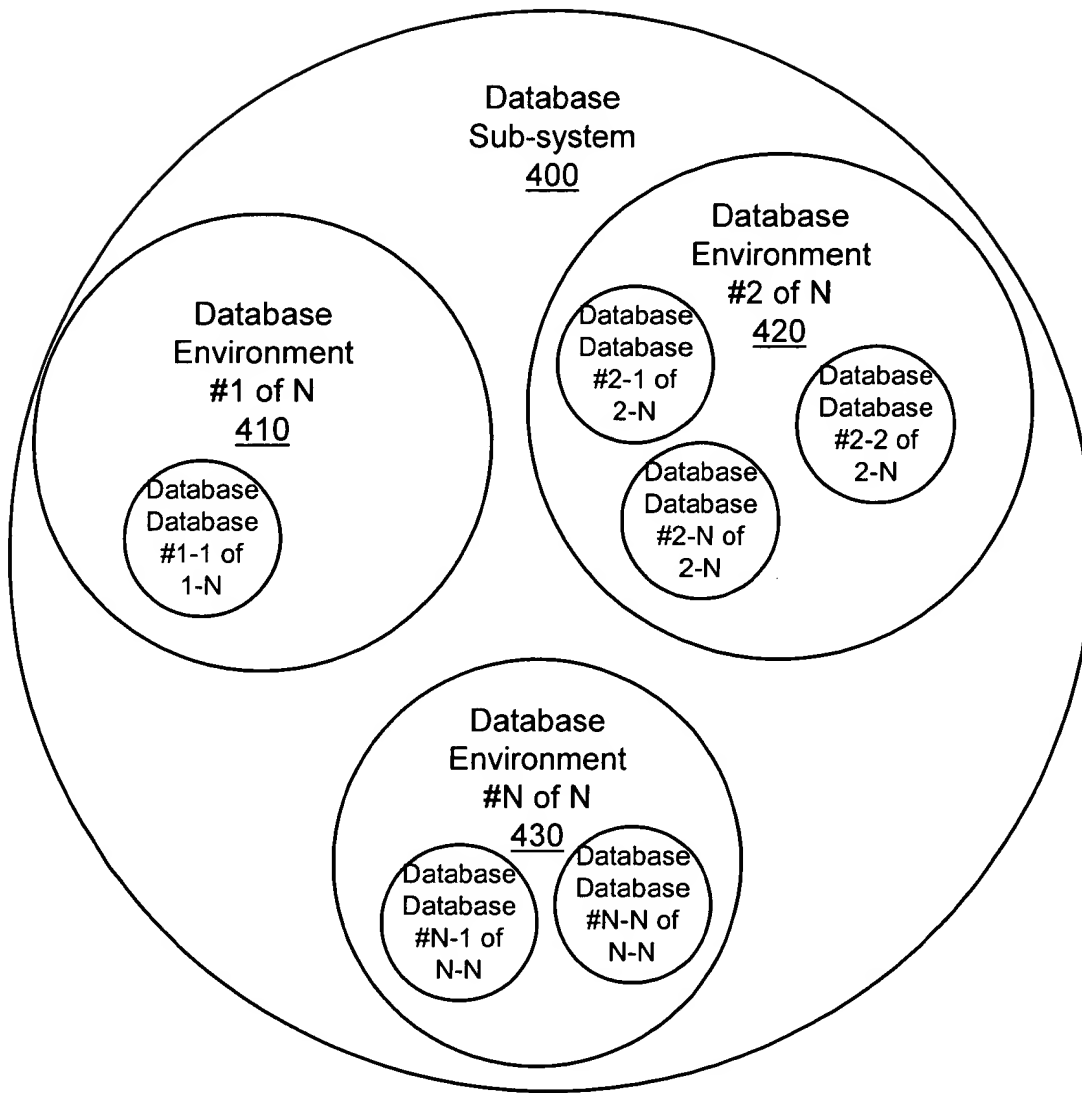 Database
Sub-system
400
Database
Environment
#1 of N
410
Database
Database
#1-1 of
1-N
Database
Environment
#2 of N
420
Database
Database
#2-1 of
2-N
Database
Database
#2-2 of
2-N
Database
Database
#2-N of
2-N
Database
Environment
#N of N
430
Database
Database
#N-1 of
N-N
Database
Database
#N-N of
N-N